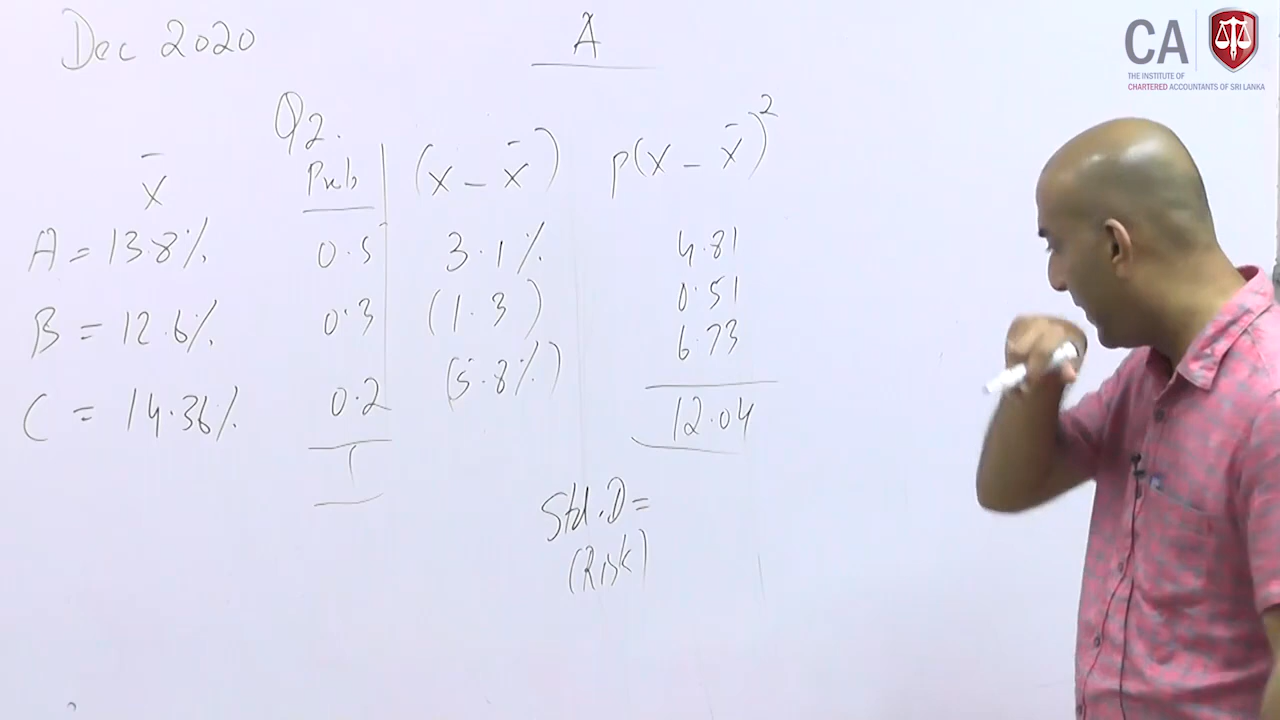 Dec 2020
A
CA
THE INSTITUTE OF
CHARTERED ACCOUNTANTS OF SRI LANKA
Q2.
x̄ Prob (x - x̄) p(x - x̄)²
A = 13.8% 0.5 3.1% 4.81
B = 12.6% 0.3 (1.3) 0.51
C = 14.36% 0.2 (5.8%) 6.73
1 12.04
Std.D =
(Risk)